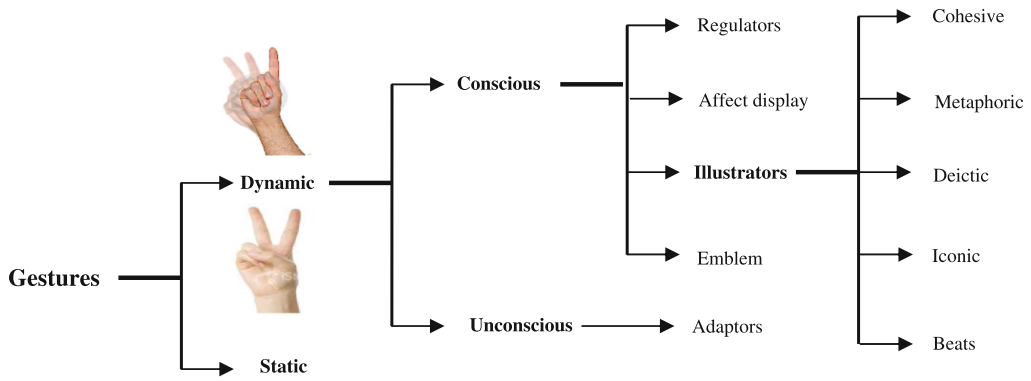 Gestures
Dynamic
Static
Conscious
Unconscious
Regulators
Affect display
Illustrators
Emblem
Adaptors
Cohesive
Metaphoric
Deictic
Iconic
Beats